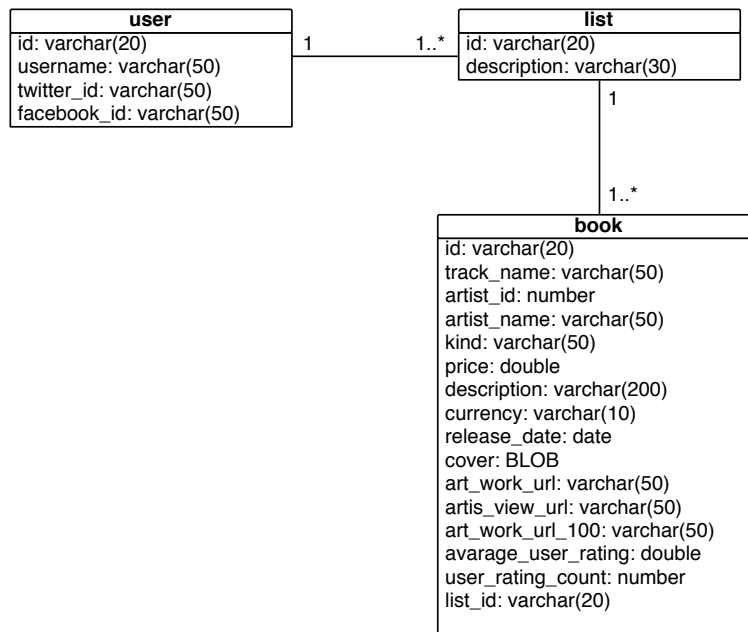 user
id: varchar(20)
username: varchar(50)
twitter_id: varchar(50)
facebook_id: varchar(50)
1
1..*
list
id: varchar(20)
description: varchar(30)
1
1..*
book
id: varchar(20)
track_name: varchar(50)
artist_id: number
artist_name: varchar(50)
kind: varchar(50)
price: double
description: varchar(200)
currency: varchar(10)
release_date: date
cover: BLOB
art_work_url: varchar(50)
artis_view_url: varchar(50)
art_work_url_100: varchar(50)
avarage_user_rating: double
user_rating_count: number
list_id: varchar(20)